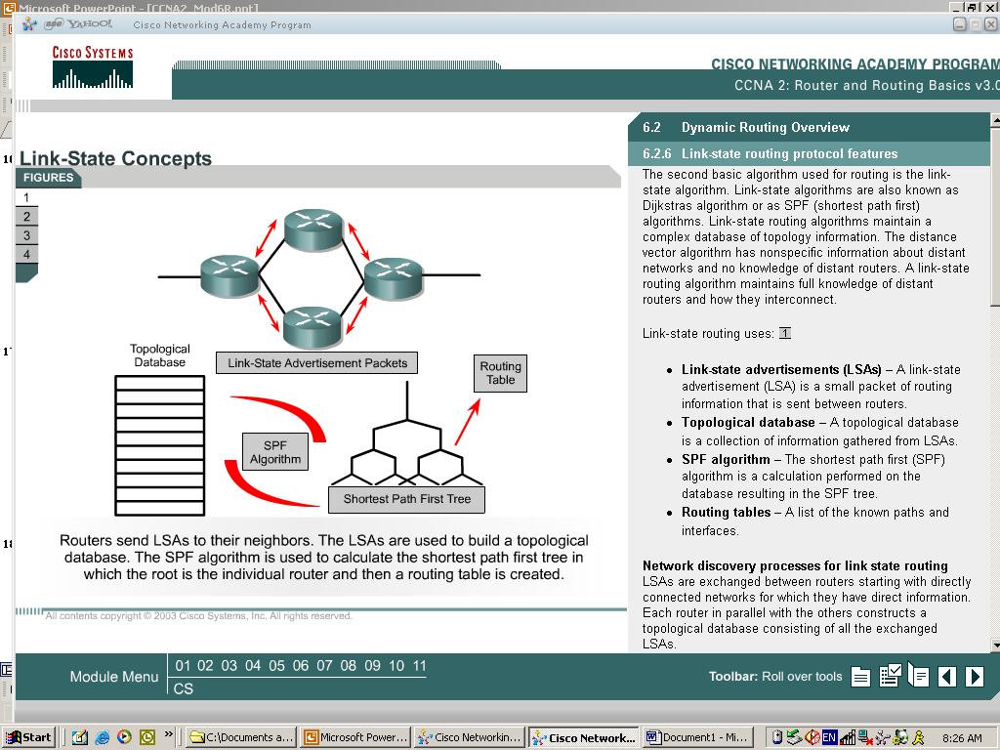 Microsoft PowerPoint - [CCNA2_Mod6R.ppt]
YAHOO! Cisco Networking Academy Program
CISCO SYSTEMS
CISCO NETWORKING ACADEMY PROGRAM
CCNA 2: Router and Routing Basics v3.0
Link-State Concepts
FIGURES
1
2
3
4
Topological
Database
Link-State Advertisement Packets
Routing
Table
SPF
Algorithm
Shortest Path First Tree
Routers send LSAs to their neighbors. The LSAs are used to build a topological
database. The SPF algorithm is used to calculate the shortest path first tree in
which the root is the individual router and then a routing table is created.
All contents copyright © 2003 Cisco Systems, Inc. All rights reserved.
6.2 Dynamic Routing Overview
6.2.6 Link-state routing protocol features
The second basic algorithm used for routing is the link-
state algorithm. Link-state algorithms are also known as
Dijkstras algorithm or as SPF (shortest path first)
algorithms. Link-state routing algorithms maintain a
complex database of topology information. The distance
vector algorithm has nonspecific information about distant
networks and no knowledge of distant routers. A link-state
routing algorithm maintains full knowledge of distant
routers and how they interconnect.
Link-state routing uses: 1
• Link-state advertisements (LSAs) – A link-state
advertisement (LSA) is a small packet of routing
information that is sent between routers.
• Topological database – A topological database
is a collection of information gathered from LSAs.
• SPF algorithm – The shortest path first (SPF)
algorithm is a calculation performed on the
database resulting in the SPF tree.
• Routing tables – A list of the known paths and
interfaces.
Network discovery processes for link state routing
LSAs are exchanged between routers starting with directly
connected networks for which they have direct information.
Each router in parallel with the others constructs a
topological database consisting of all the exchanged
LSAs.
Module Menu
01 02 03 04 05 06 07 08 09 10 11
CS
Toolbar: Roll over tools
Start
C:\Documents a...
Microsoft Power...
Cisco Networkin...
Cisco Network...
Document1 - Mi...
EN
8:26 AM